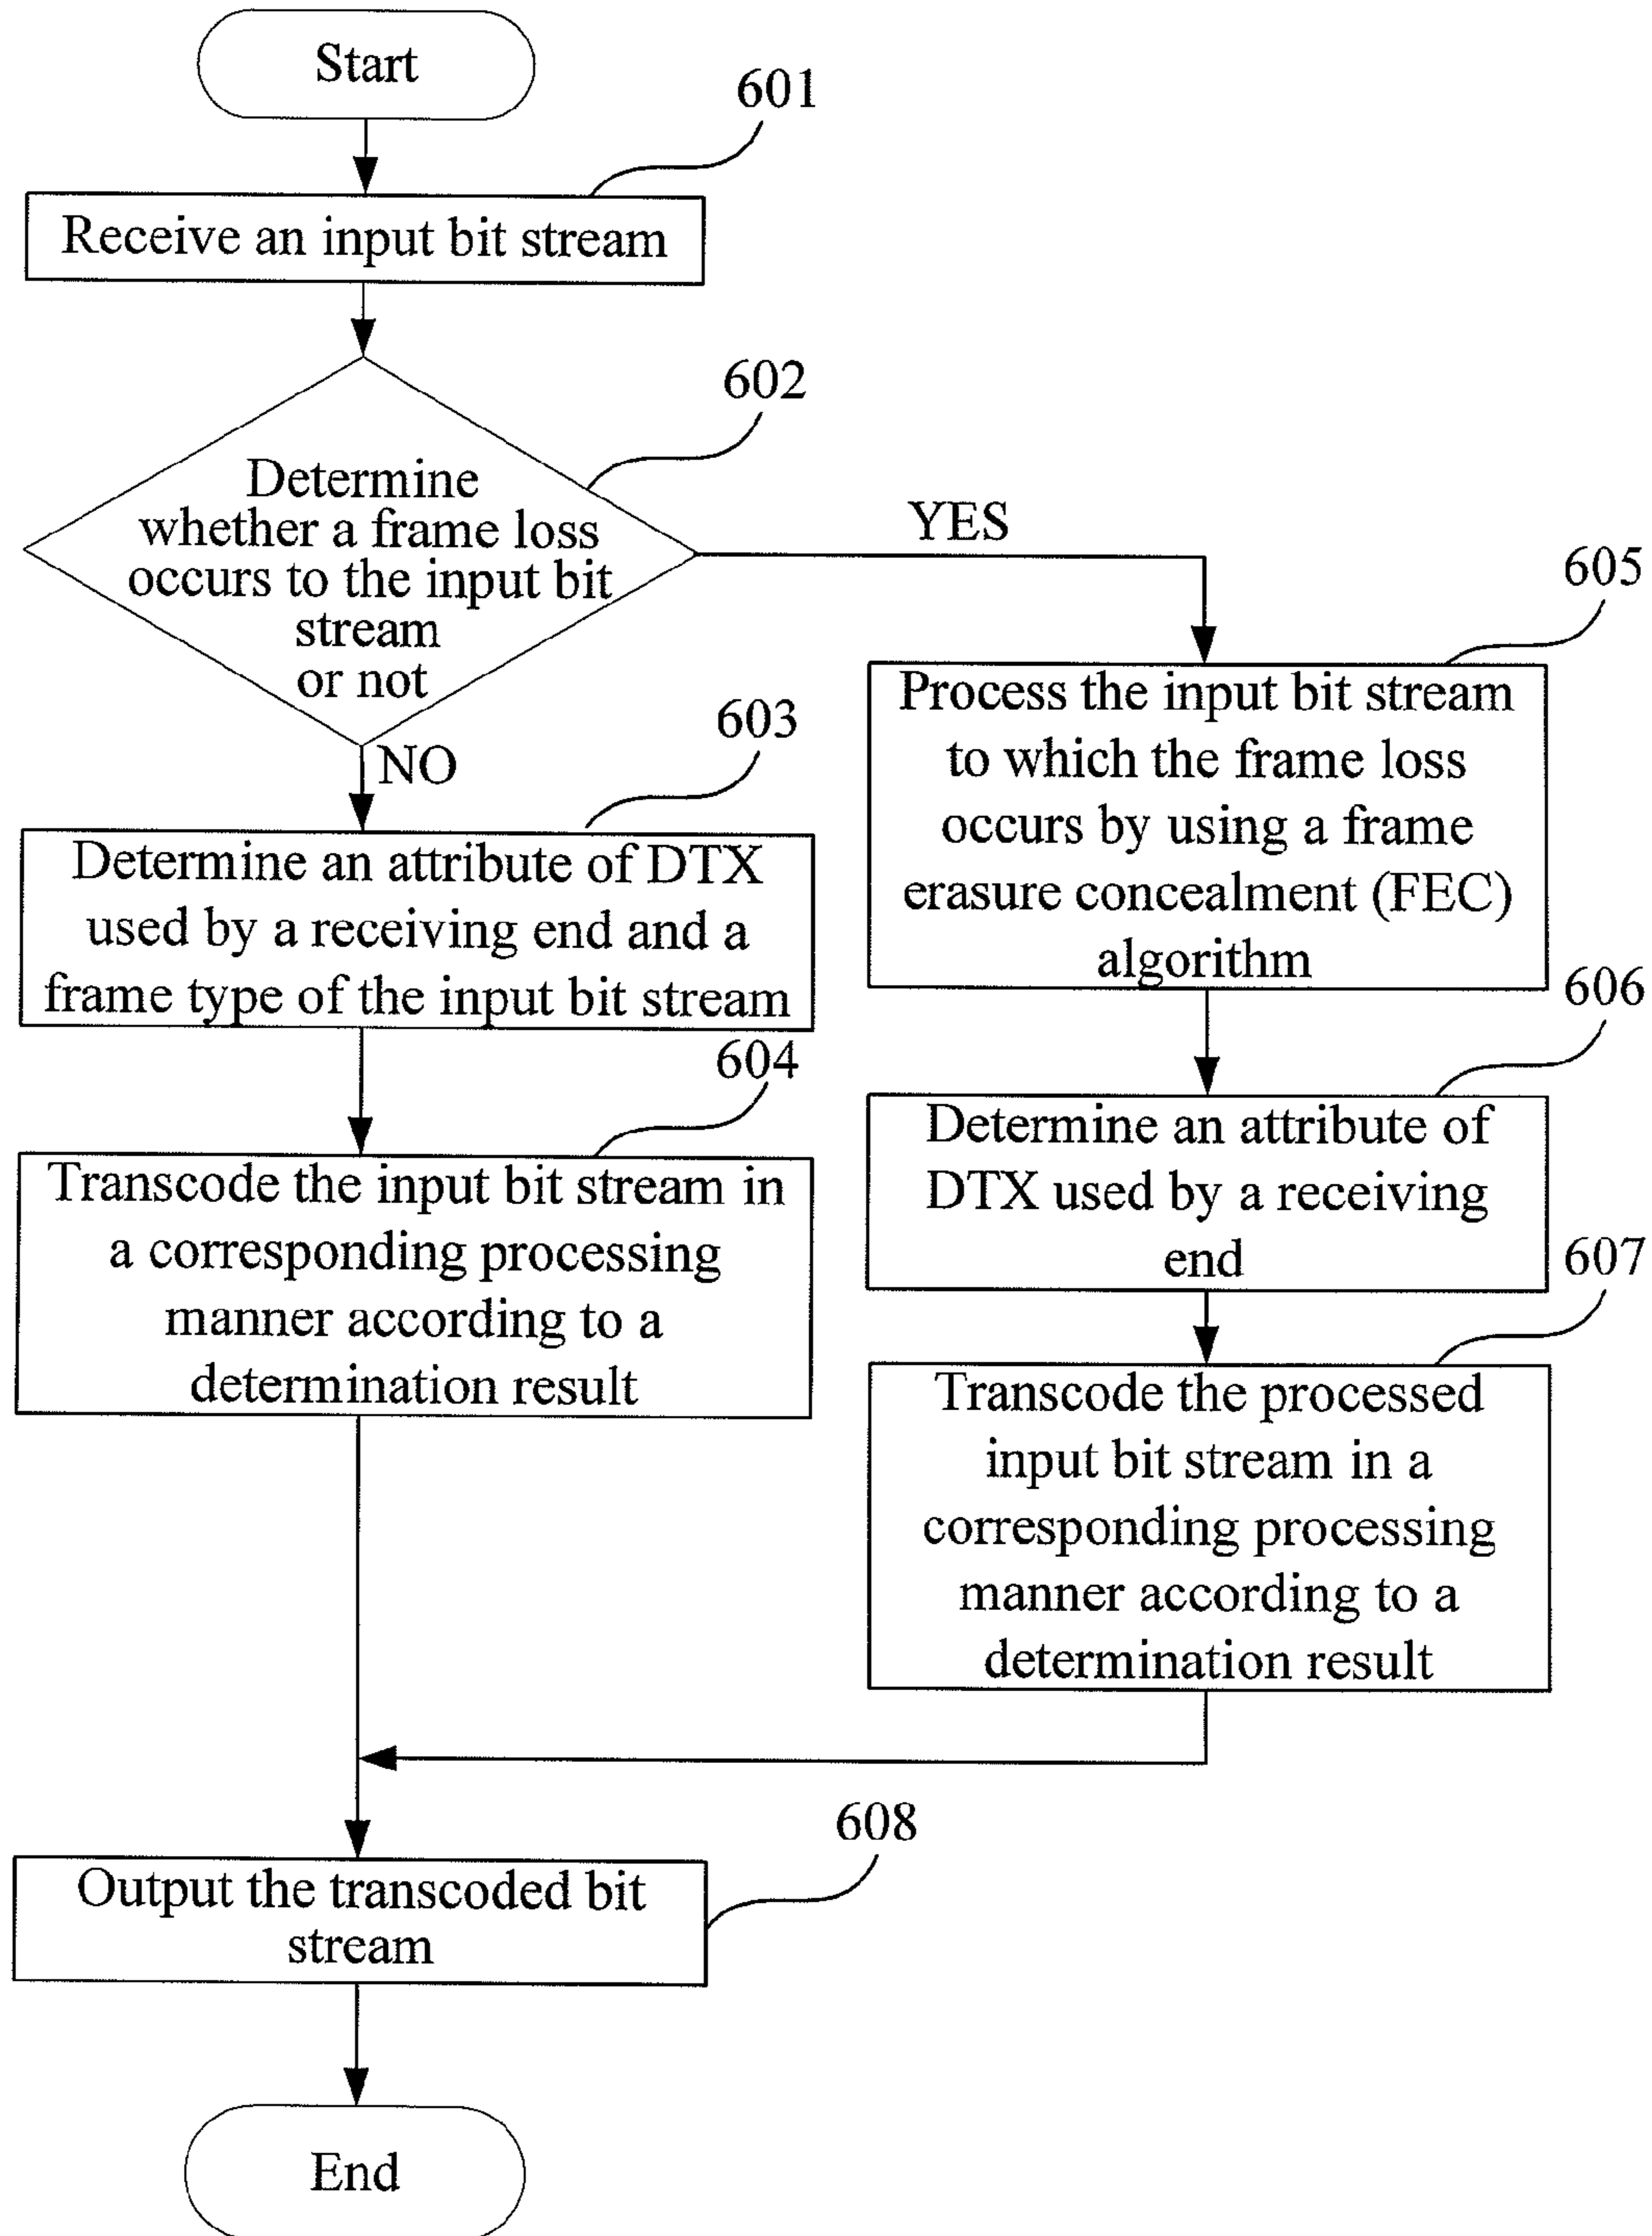 Start
601
Receive an input bit stream
602
Determine
whether a frame loss
occurs to the input bit
stream
or not
YES
NO
603
Determine an attribute of DTX
used by a receiving end and a
frame type of the input bit stream
604
Transcode the input bit stream in
a corresponding processing
manner according to a
determination result
605
Process the input bit stream
to which the frame loss
occurs by using a frame
erasure concealment (FEC)
algorithm
606
Determine an attribute of
DTX used by a receiving
end
607
Transcode the processed
input bit stream in a
corresponding processing
manner according to a
determination result
608
Output the transcoded bit
stream
End